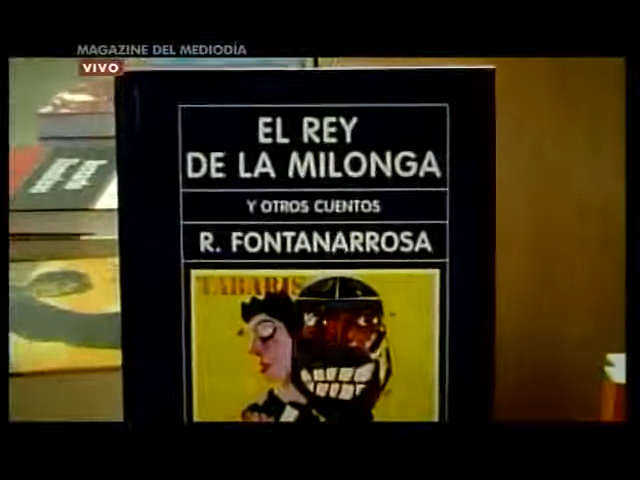 MAGAZINE DEL MEDIODÍA
VIVO
EL REY
DE LA MILONGA
Y OTROS CUENTOS
R. FONTANARROSA
TABARIS